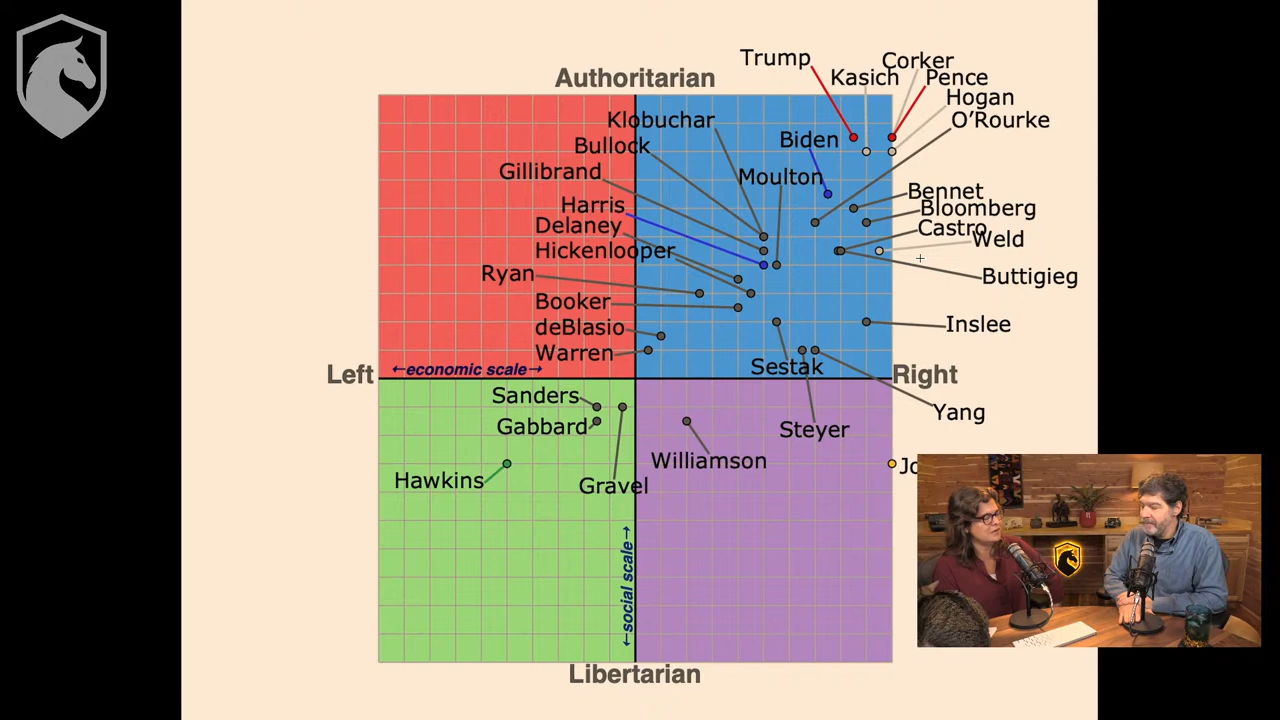 Trump
Corker
Kasich
Pence
Authoritarian
Hogan
Klobuchar
O'Rourke
Bullock
Biden
Gillibrand
Moulton
Bennet
Harris
Bloomberg
Delaney
Castro
Weld
Hickenlooper
Ryan
Buttigieg
Booker
deBlasio
Inslee
Warren
←economic scale→
Sestak
Left
Right
Sanders
Yang
Gabbard
Steyer
Williamson
Hawkins
Gravel
←social scale→
Libertarian